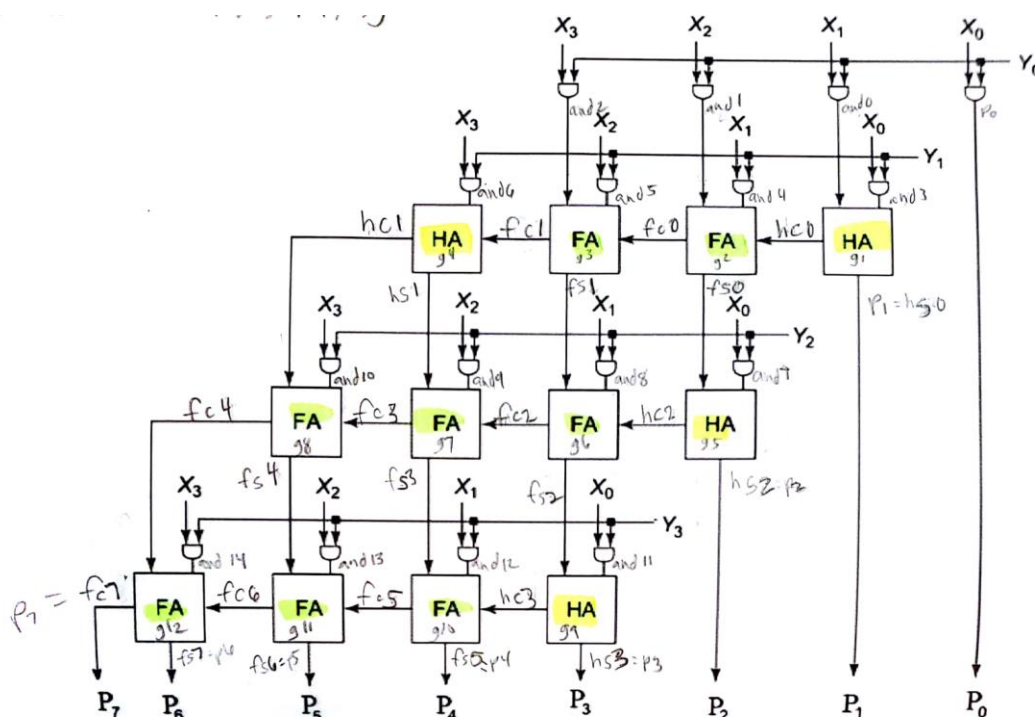 X₃ X₂ X₁ X₀
Y₀
and2 and1 and0 P₀
X₃ X₂ X₁ X₀
Y₁
and6 and5 and4 and3
hc1 HA fc1 FA fc0 FA hc0 HA
g4 g3 g2 g1
hs1 fs1 fs0 P₁=hs0
X₃ X₂ X₁ X₀
Y₂
and10 and9 and8
fc4 FA fc3 FA fc2 FA hc2 HA
g8 g7 g6 g5
fs4 fs3 fs2 hs2=p2
X₃ X₂ X₁ X₀
Y₃
and14 and13 and12 and11
P₇ = fc7 FA fc6 FA fc5 FA hc3 HA
g12 g11 g10 g9
fs7=p6 fs6=p5 fs5=p4 hs3=p3
P₇ P₆ P₅ P₄ P₃ P₂ P₁ P₀